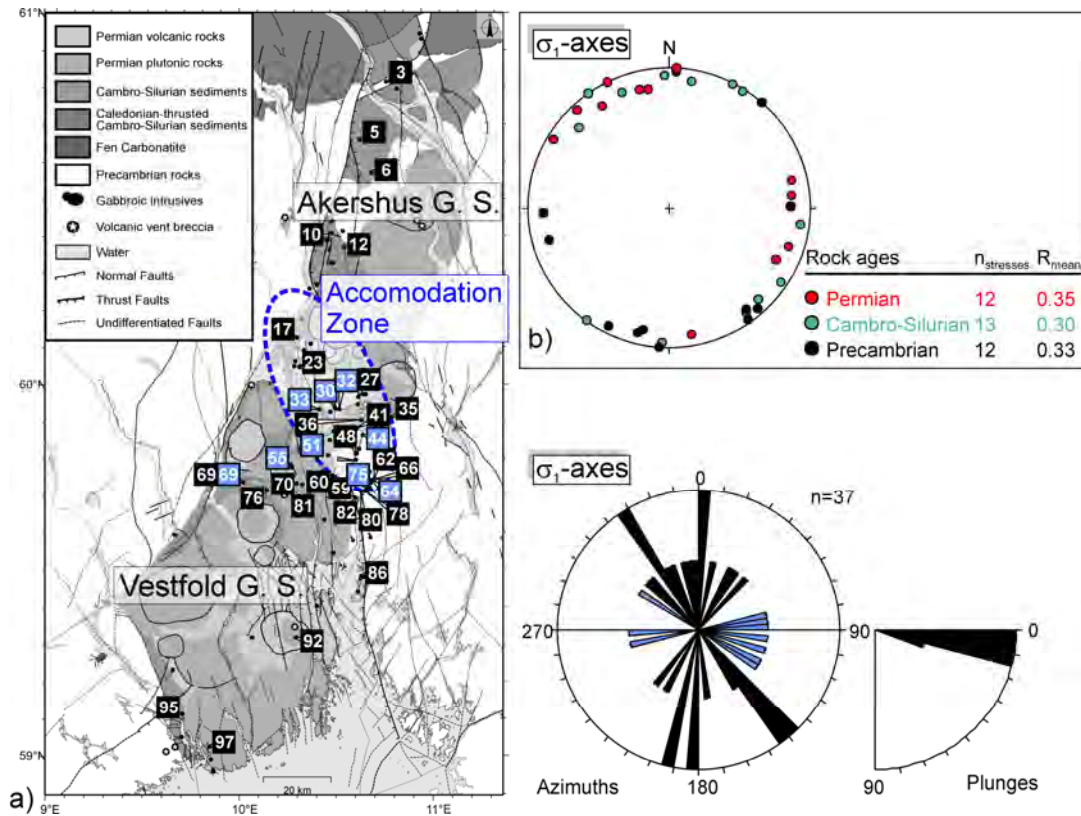 61°N
Permian volcanic rocks
Permian plutonic rocks
Cambro-Silurian sediments
Caledonian-thrusted
Cambro-Silurian sediments
Fen Carbonatite
Precambrian rocks
Gabbroic Intrusives
Volcanic vent breccia
Water
Normal Faults
Thrust Faults
Undifferentiated Faults
3
5
6
Akershus G. S.
10
12
Accomodation
Zone
17
23
60°N
32
27
30
33
35
41
36
48
44
51
62
55
66
75
69
69
70
60
59
64
76
81
82
80
78
86
Vestfold G. S.
92
95
97
59°N
20 km
a)
9°E
10°E
11°E
σ1-axes
N
Rock ages nstresses Rmean
Permian 12 0.35
Cambro-Silurian 13 0.30
Precambrian 12 0.33
b)
σ1-axes
0
n=37
270
90
0
Azimuths
180
90
Plunges